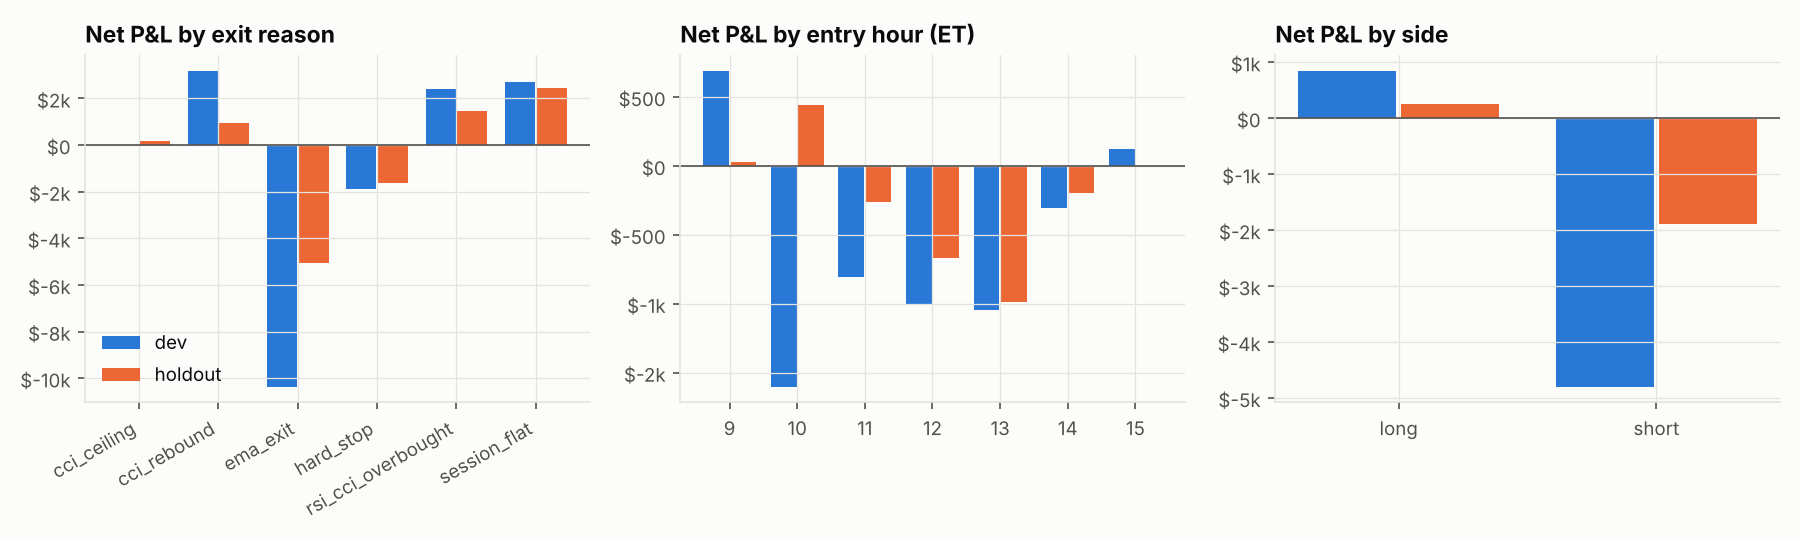 Net P&L by exit reason
$2k
$0
$-2k
$-4k
$-6k
$-8k
$-10k
dev
holdout
cci_ceiling
cci_rebound
ema_exit
hard_stop
rsi_cci_overbought
session_flat
Net P&L by entry hour (ET)
$500
$0
$-500
$-1k
$-2k
9 10 11 12 13 14 15
Net P&L by side
$1k
$0
$-1k
$-2k
$-3k
$-4k
$-5k
long short